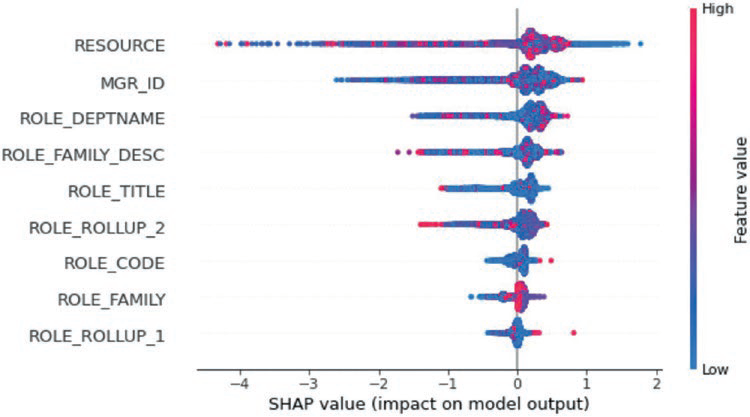 High
RESOURCE
MGR_ID
ROLE_DEPTNAME
ROLE_FAMILY_DESC
ROLE_TITLE
ROLE_ROLLUP_2
ROLE_CODE
ROLE_FAMILY
ROLE_ROLLUP_1
Feature value
Low
−4 −3 −2 −1 0 1 2
SHAP value (impact on model output)